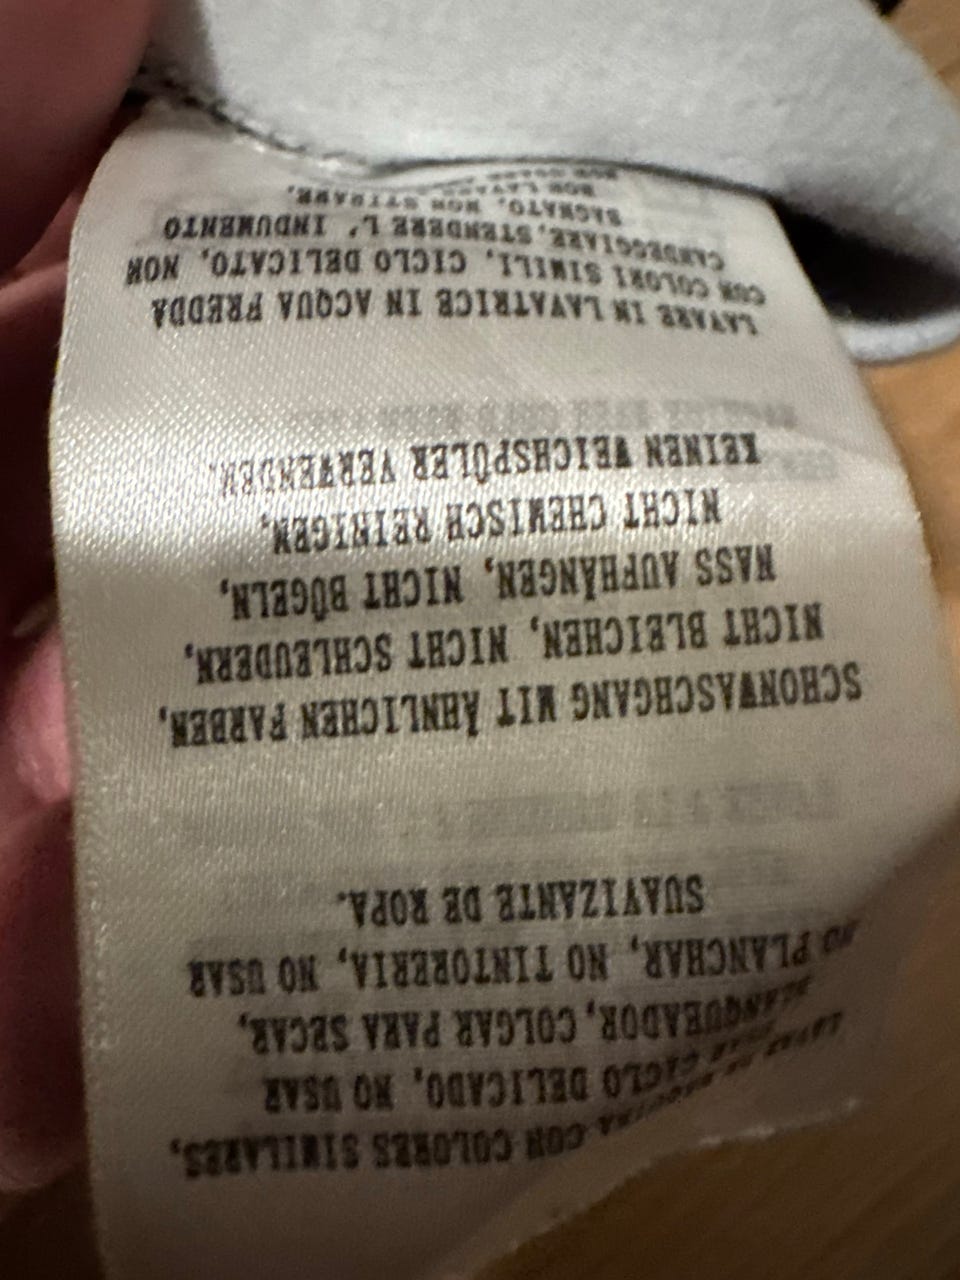 CON COLORES SIMILARES,
CICLO DELICADO, NO USAR
BLANQUEADOR, COLGAR PARA SECAR,
NO PLANCHAR, NO TINTORERIA, NO USAR
SUAVIZANTE DE ROPA.
SCHONWASCHGANG MIT ÄHNLICHEN FARBEN,
NICHT BLEICHEN, NICHT SCHLEUDERN,
NASS AUFHÄNGEN, NICHT BÜGELN,
NICHT CHEMISCH REINIGEN,
KEINEN WEICHSPÜLER VERWENDEN.
LAVARE IN LAVATRICE IN ACQUA FREDDA
CON COLORI SIMILI, CICLO DELICATO, NON
CANDEGGIARE, STENDERE L' INDUMENTO
BAGNATO, NON STIRARE,
NON LAVARE